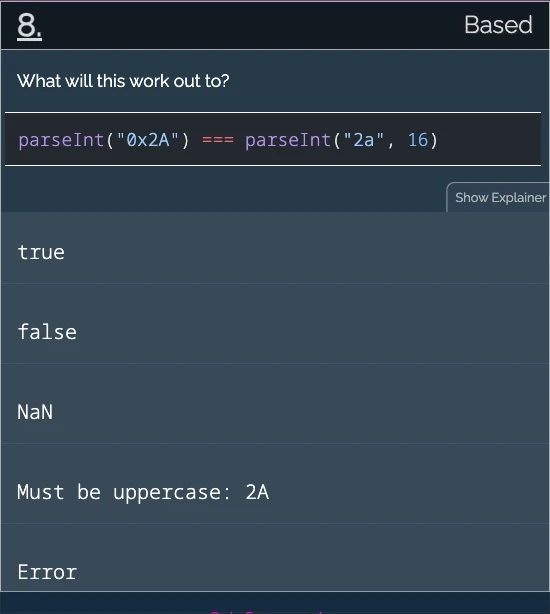 8.
Based
What will this work out to?
parseInt("0x2A") === parseInt("2a", 16)
Show Explainer
true
false
NaN
Must be uppercase: 2A
Error